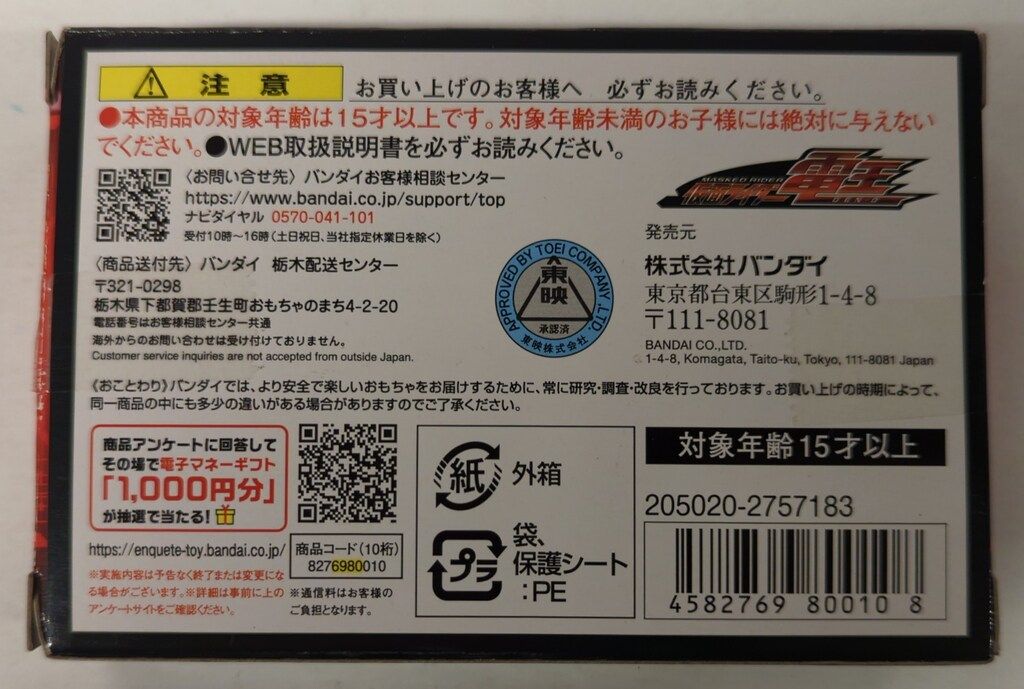 注意 お買い上げのお客様へ 必ずお読みください。
●本商品の対象年齢は15才以上です。対象年齢未満のお子様には絶対に与えない
でください。●WEB取扱説明書を必ずお読みください。
〈お問い合せ先〉バンダイお客様相談センター
https://www.bandai.co.jp/support/top
ナビダイヤル 0570-041-101
受付10時～16時(土日祝日、当社指定休業日を除く)
〈商品送付先〉バンダイ 栃木配送センター
〒321-0298
栃木県下都賀郡壬生町おもちゃのまち4-2-20
電話番号はお客様相談センター共通
海外からのお問い合わせは受け付けておりません。
Customer service inquiries are not accepted from outside Japan.
APPROVED BY TOEI COMPANY, LTD.
東映
承認済
東映株式会社
MASKED RIDER DEN-O
仮面ライダー電王
発売元
株式会社バンダイ
東京都台東区駒形1-4-8
〒111-8081
BANDAI CO.,LTD.
1-4-8, Komagata, Taito-ku, Tokyo, 111-8081 Japan
《おことわり》バンダイでは、より安全で楽しいおもちゃをお届けするために、常に研究・調査・改良を行っております。お買い上げの時期によって、
同一商品の中にも多少の違いがある場合がありますのでご了承ください。
商品アンケートに回答して
その場で電子マネーギフト
「1,000円分」
が抽選で当たる!
https://enquete-toy.bandai.co.jp/
※実施内容は予告なく終了または変更にな
る場合がございます。※詳細は事前に上の
アンケートサイトをご確認ください。
商品コード(10桁)
8276980010
※通信料はお客様の
ご負担となります。
紙 外箱
プラ 袋、
保護シート
:PE
対象年齢15才以上
205020-2757183
4582769 80010 8